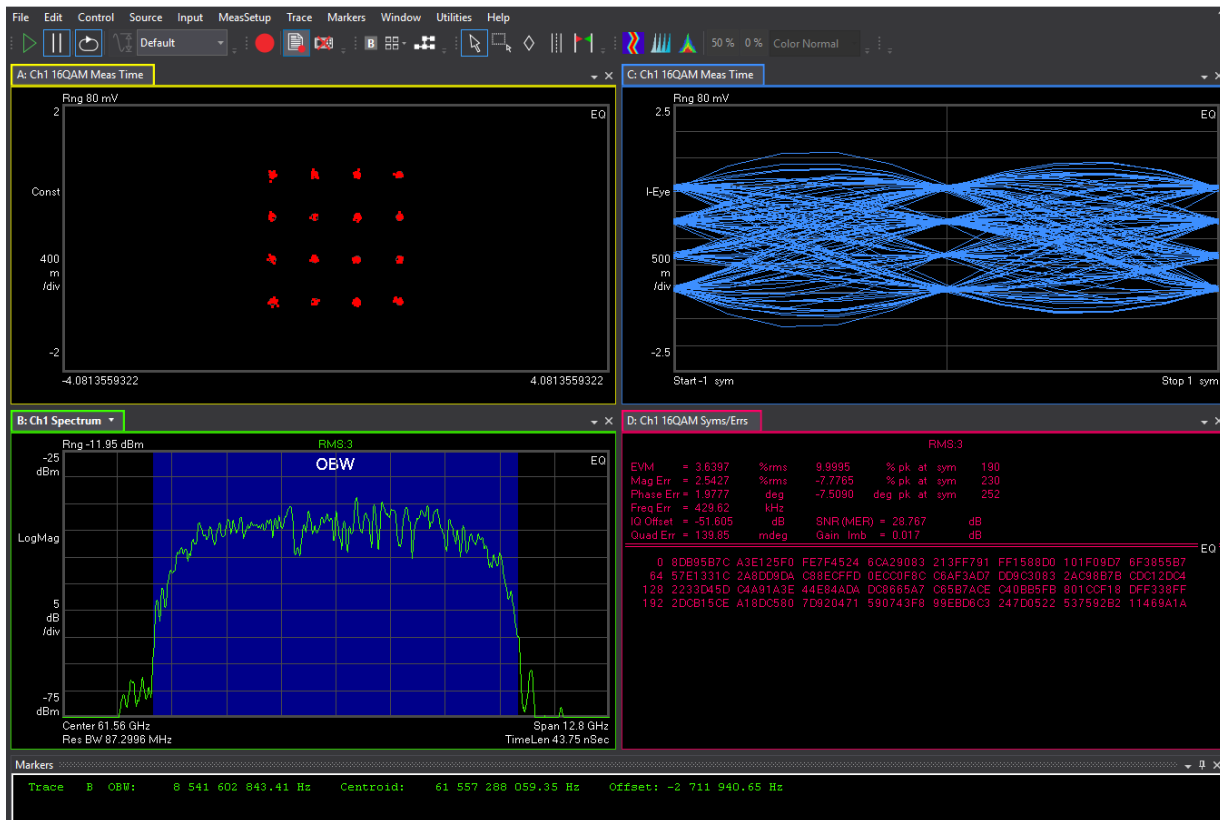 File Edit Control Source Input MeasSetup Trace Markers Window Utilities Help
Default B 50 % 0 % Color Normal
A: Ch1 16QAM Meas Time
Rng 80 mV
2
EQ
Const
400
m
/div
-2
-4.0813559322 4.0813559322
C: Ch1 16QAM Meas Time
Rng 80 mV
2.5
EQ
I-Eye
500
m
/div
-2.5
Start-1 sym Stop 1 sym
B: Ch1 Spectrum
Rng -11.95 dBm RMS:3
-25
dBm
OBW
EQ
LogMag
5
dB
/div
-75
dBm
Center 61.56 GHz Span 12.8 GHz
Res BW 87.2996 MHz TimeLen 43.75 nSec
D: Ch1 16QAM Syms/Errs
RMS:3
EVM = 3.6397 %rms 9.9995 % pk at sym 190
Mag Err = 2.5427 %rms -7.7765 % pk at sym 230
Phase Err = 1.9777 deg -7.5090 deg pk at sym 252
Freq Err = 429.62 kHz
IQ Offset = -51.605 dB SNR(MER) = 28.767 dB
Quad Err = 139.85 mdeg Gain Imb = 0.017 dB
EQ
0 8DB95B7C A3E125F0 FE7F4524 6CA29083 213FF791 FF1588D0 101F09D7 6F3855B7
64 57E1331C 2A8DD9DA C88ECFFD 0ECC0F8C C6AF3AD7 DD9C3083 2AC98B7B CDC12DC4
128 2233D45D C4A91A3E 44E84ADA DC8665A7 C65B7ACE C40BB5FB 801CCF18 DFF338FF
192 2DCB15CE A18DC580 7D920471 590743F8 99EBD6C3 247D0522 537592B2 11469A1A
Markers
Trace B OBW: 8 541 602 843.41 Hz Centroid: 61 557 288 059.35 Hz Offset: -2 711 940.65 Hz